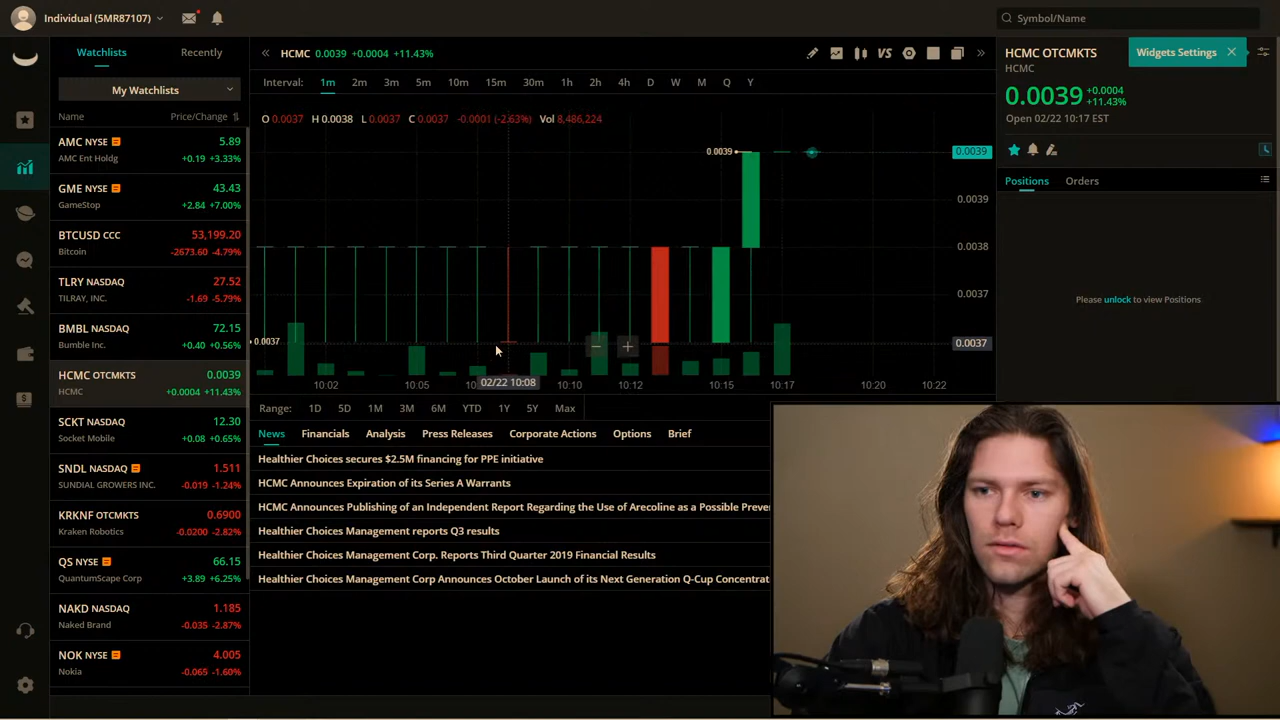 Individual (5MR87107)
Symbol/Name
Watchlists Recently
My Watchlists
Name Price/Change
AMC NYSE 5.89
AMC Ent Holdg +0.19 +3.33%
GME NYSE 43.43
GameStop +2.84 +7.00%
BTCUSD CCC 53,199.20
Bitcoin -2673.60 -4.79%
TLRY NASDAQ 27.52
TILRAY, INC. -1.69 -5.79%
BMBL NASDAQ 72.15
Bumble Inc. +0.40 +0.56%
HCMC OTCMKTS 0.0039
HCMC +0.0004 +11.43%
SCKT NASDAQ 12.30
Socket Mobile +0.08 +0.65%
SNDL NASDAQ 1.511
SUNDIAL GROWERS INC. -0.019 -1.24%
KRKNF OTCMKTS 0.6900
Kraken Robotics -0.0200 -2.82%
QS NYSE 66.15
QuantumScape Corp +3.89 +6.25%
NAKD NASDAQ 1.185
Naked Brand -0.035 -2.87%
NOK NYSE 4.005
Nokia -0.065 -1.60%
HCMC 0.0039 +0.0004 +11.43%
VS
Interval: 1m 2m 3m 5m 10m 15m 30m 1h 2h 4h D W M Q Y
O 0.0037 H 0.0038 L 0.0037 C 0.0037 -0.0001 (-2.63%) Vol 8,486,224
0.0039
0.0039
0.0039
0.0038
0.0037
0.0037
0.0037
10:02 10:05 02/22 10:08 10:10 10:12 10:15 10:17 10:20 10:22
Range: 1D 5D 1M 3M 6M YTD 1Y 5Y Max
News Financials Analysis Press Releases Corporate Actions Options Brief
Healthier Choices secures $2.5M financing for PPE initiative
HCMC Announces Expiration of its Series A Warrants
HCMC Announces Publishing of an Independent Report Regarding the Use of Arecoline as a Possible Preven
Healthier Choices Management reports Q3 results
Healthier Choices Management Corp. Reports Third Quarter 2019 Financial Results
Healthier Choices Management Corp Announces October Launch of its Next Generation Q-Cup Concentrat
HCMC OTCMKTS
Widgets Settings
HCMC
0.0039 +0.0004
+11.43%
Open 02/22 10:17 EST
Positions Orders
Please unlock to view Positions